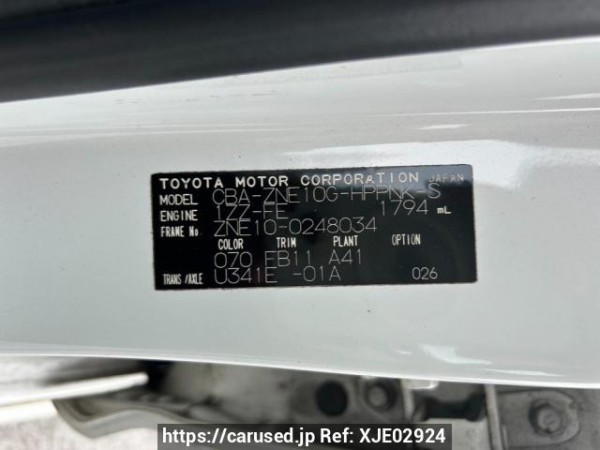 TOYOTA MOTOR CORPORATION JAPAN
MODEL CBA-ZNE10G-HPPNK-S
ENGINE 1ZZ-FE 1794 mL
FRAME No. ZNE10-0248034
COLOR TRIM PLANT OPTION
070 FB11 A41
TRANS/AXLE U341E -01A 026
https://carused.jp Ref: XJE02924